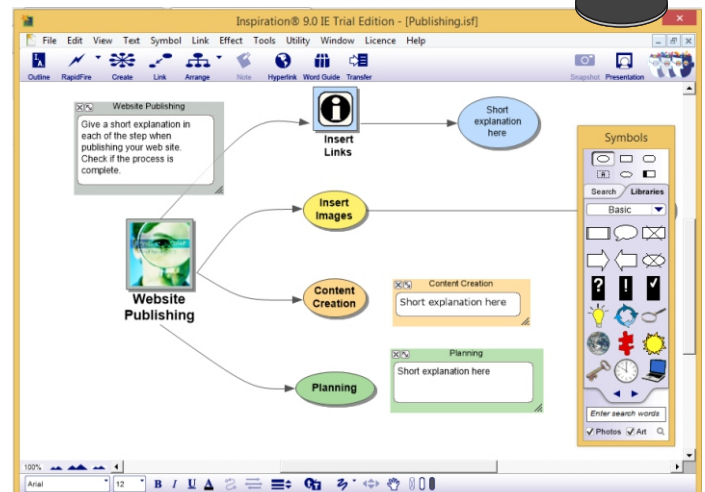 Inspiration® 9.0 IE Trial Edition - [Publishing.isf]
File Edit View Text Symbol Link Effect Tools Utility Window Licence Help
Outline RapidFire Create Link Arrange Note Hyperlink Word Guide Transfer Snapshot Presentation
Website Publishing
Give a short explanation in
each of the step when
publishing your web site.
Check if the process is
complete.
Insert
Links
Short
explanation
here
Insert
Images
Website
Publishing
Content
Creation
Content Creation
Short explanation here
Planning
Planning
Short explanation here
Symbols
Search Libraries
Basic
Enter search words
Photos Art
100%
Arial 12 B I U A